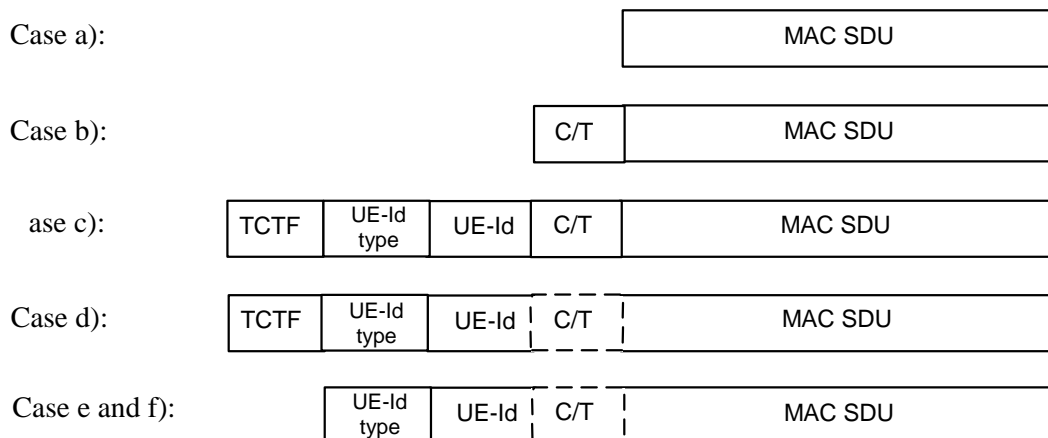 Case a): MAC SDU
Case b): C/T MAC SDU
ase c): TCTF UE-Id type UE-Id C/T MAC SDU
Case d): TCTF UE-Id type UE-Id C/T MAC SDU
Case e and f): UE-Id type UE-Id C/T MAC SDU